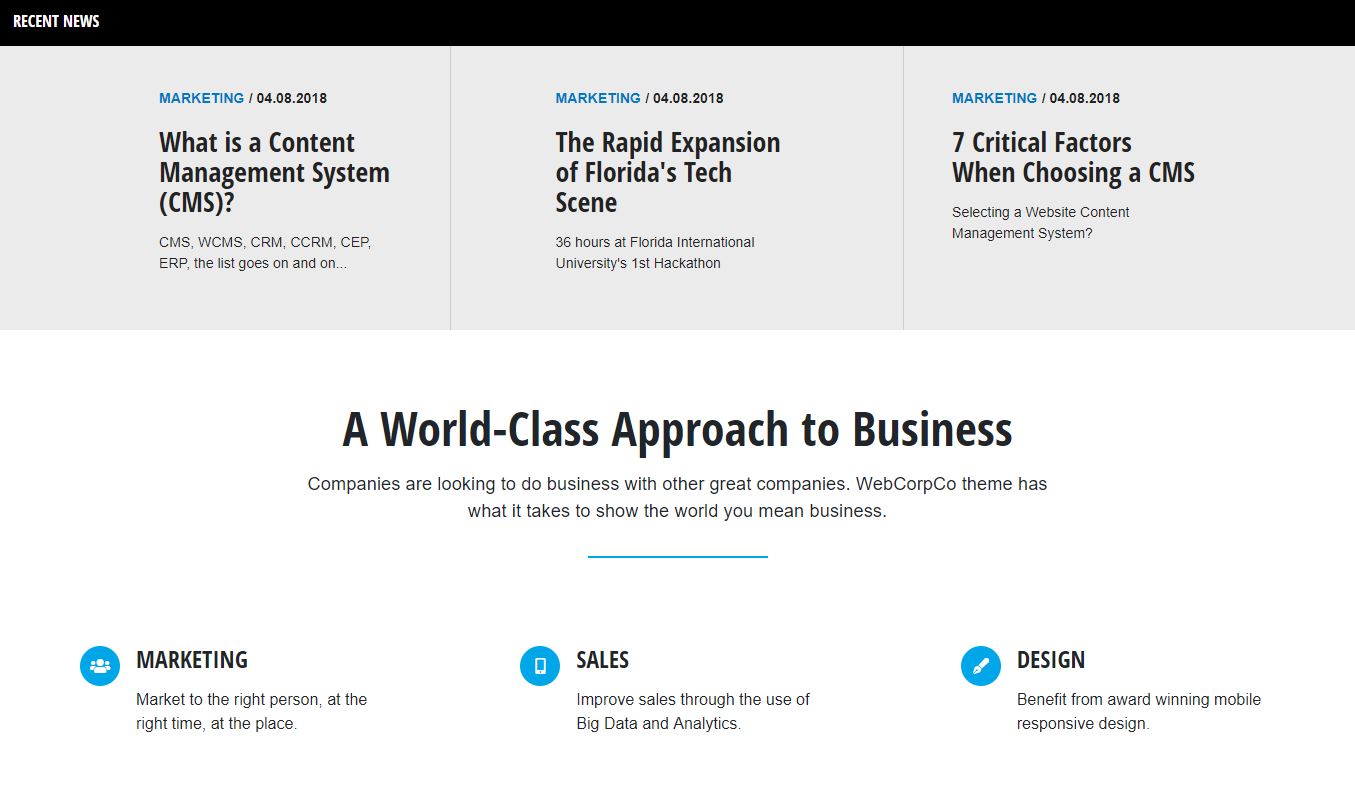 RECENT NEWS
MARKETING / 04.08.2018
What is a Content
Management System
(CMS)?
CMS, WCMS, CRM, CCRM, CEP,
ERP, the list goes on and on...
MARKETING / 04.08.2018
The Rapid Expansion
of Florida's Tech
Scene
36 hours at Florida International
University's 1st Hackathon
MARKETING / 04.08.2018
7 Critical Factors
When Choosing a CMS
Selecting a Website Content
Management System?
A World-Class Approach to Business
Companies are looking to do business with other great companies. WebCorpCo theme has
what it takes to show the world you mean business.
MARKETING
Market to the right person, at the
right time, at the place.
SALES
Improve sales through the use of
Big Data and Analytics.
DESIGN
Benefit from award winning mobile
responsive design.